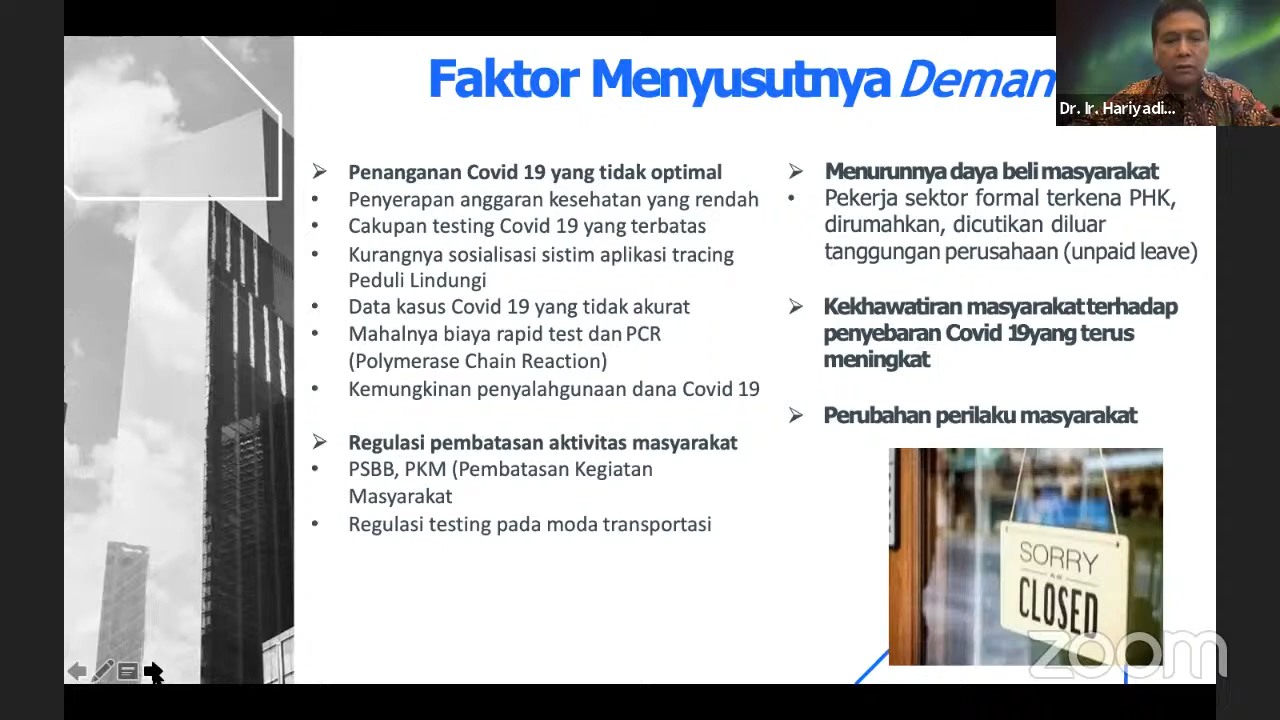 Faktor Menyusutnya Deman
Dr. Ir. Hariyadi...
➢ Penanganan Covid 19 yang tidak optimal
• Penyerapan anggaran kesehatan yang rendah
• Cakupan testing Covid 19 yang terbatas
• Kurangnya sosialisasi sistim aplikasi tracing
Peduli Lindungi
• Data kasus Covid 19 yang tidak akurat
• Mahalnya biaya rapid test dan PCR
(Polymerase Chain Reaction)
• Kemungkinan penyalahgunaan dana Covid 19
➢ Regulasi pembatasan aktivitas masyarakat
• PSBB, PKM (Pembatasan Kegiatan
Masyarakat
• Regulasi testing pada moda transportasi
➢ Menurunnya daya beli masyarakat
• Pekerja sektor formal terkena PHK,
dirumahkan, dicutikan diluar
tanggungan perusahaan (unpaid leave)
➢ Kekhawatiran masyarakat terhadap
penyebaran Covid 19yang terus
meningkat
➢ Perubahan perilaku masyarakat
SORRY
CLOSED
zoom